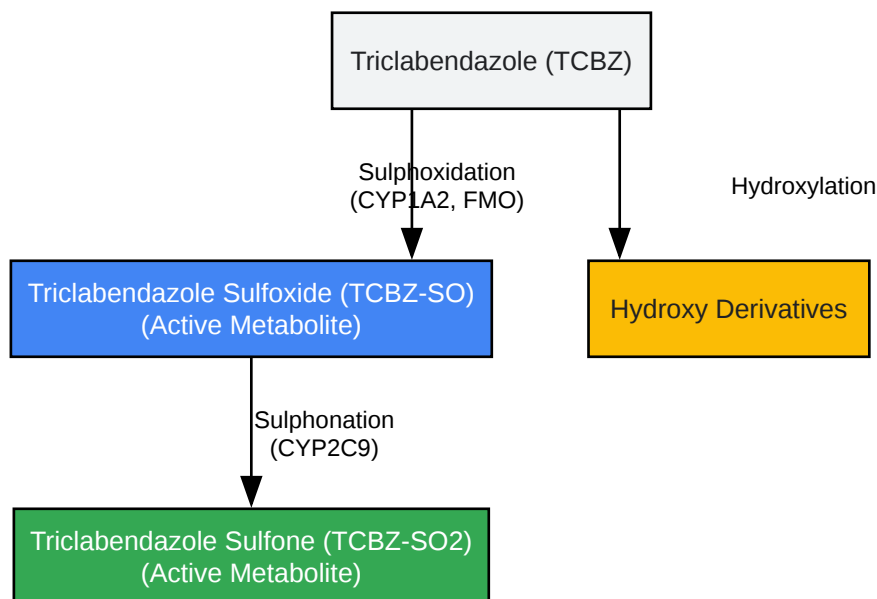 Triclabendazole (TCBZ)
Sulphoxidation
(CYP1A2, FMO)
Hydroxylation
Triclabendazole Sulfoxide (TCBZ-SO)
(Active Metabolite)
Hydroxy Derivatives
Sulphonation
(CYP2C9)
Triclabendazole Sulfone (TCBZ-SO2)
(Active Metabolite)